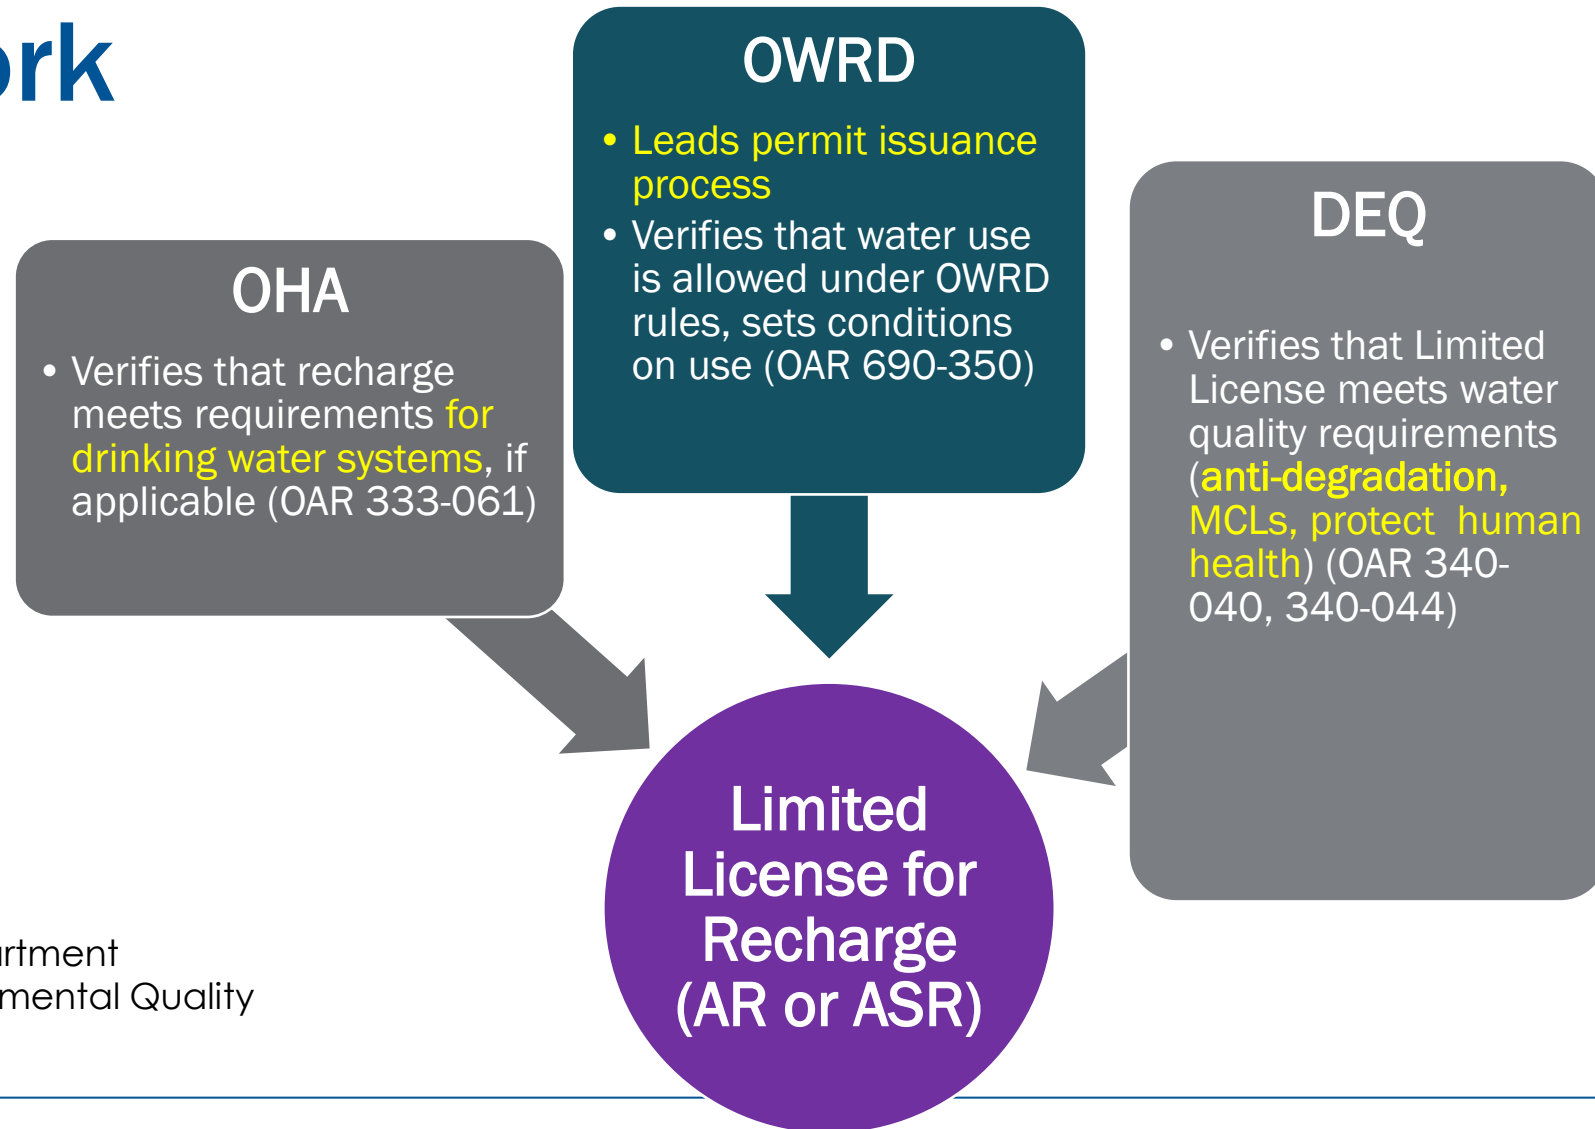 ork
OHA
• Verifies that recharge
meets requirements for
drinking water systems, if
applicable (OAR 333-061)
OWRD
• Leads permit issuance
process
• Verifies that water use
is allowed under OWRD
rules, sets conditions
on use (OAR 690-350)
DEQ
• Verifies that Limited
License meets water
quality requirements
(anti-degradation,
MCLs, protect human
health) (OAR 340-
040, 340-044)
Limited
License for
Recharge
(AR or ASR)
artment
mental Quality